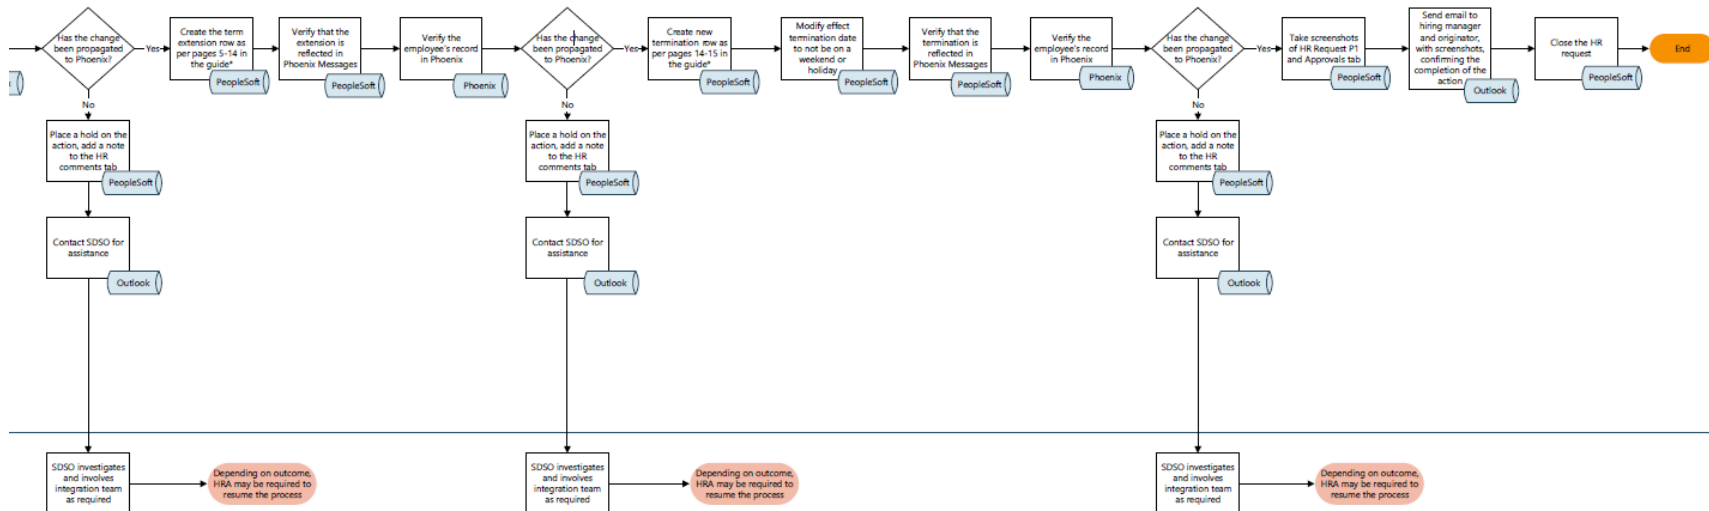 Has the change
been propagated
to Phoenix?
Yes
Create the term
extension row as
per pages 5-14 in
the guide*
PeopleSoft
Verify that the
extension is
reflected in
Phoenix Messages
PeopleSoft
Verify the
employee's record
in Phoenix
Phoenix
Has the change
been propagated
to Phoenix?
Yes
Create new
termination row as
per pages 14-15 in
the guide*
PeopleSoft
Modify effect
termination date
to not be on a
weekend or
holiday
PeopleSoft
Verify that the
termination is
reflected in
Phoenix Messages
PeopleSoft
Verify the
employee's record
in Phoenix
Phoenix
Has the change
been propagated
to Phoenix?
Yes
Take screenshots
of HR Request P1
and Approvals tab
PeopleSoft
Send email to
hiring manager
and originator,
with screenshots,
confirming the
completion of the
action
Outlook
Close the HR
request
PeopleSoft
End
No
Place a hold on the
action, add a note
to the HR
comments tab
PeopleSoft
Contact SDSO for
assistance
Outlook
No
Place a hold on the
action, add a note
to the HR
comments tab
PeopleSoft
Contact SDSO for
assistance
Outlook
No
Place a hold on the
action, add a note
to the HR
comments tab
PeopleSoft
Contact SDSO for
assistance
Outlook
SDSO investigates
and involves
integration team
as required
Depending on outcome,
HRA may be required to
resume the process
SDSO investigates
and involves
integration team
as required
Depending on outcome,
HRA may be required to
resume the process
SDSO investigates
and involves
integration team
as required
Depending on outcome,
HRA may be required to
resume the process